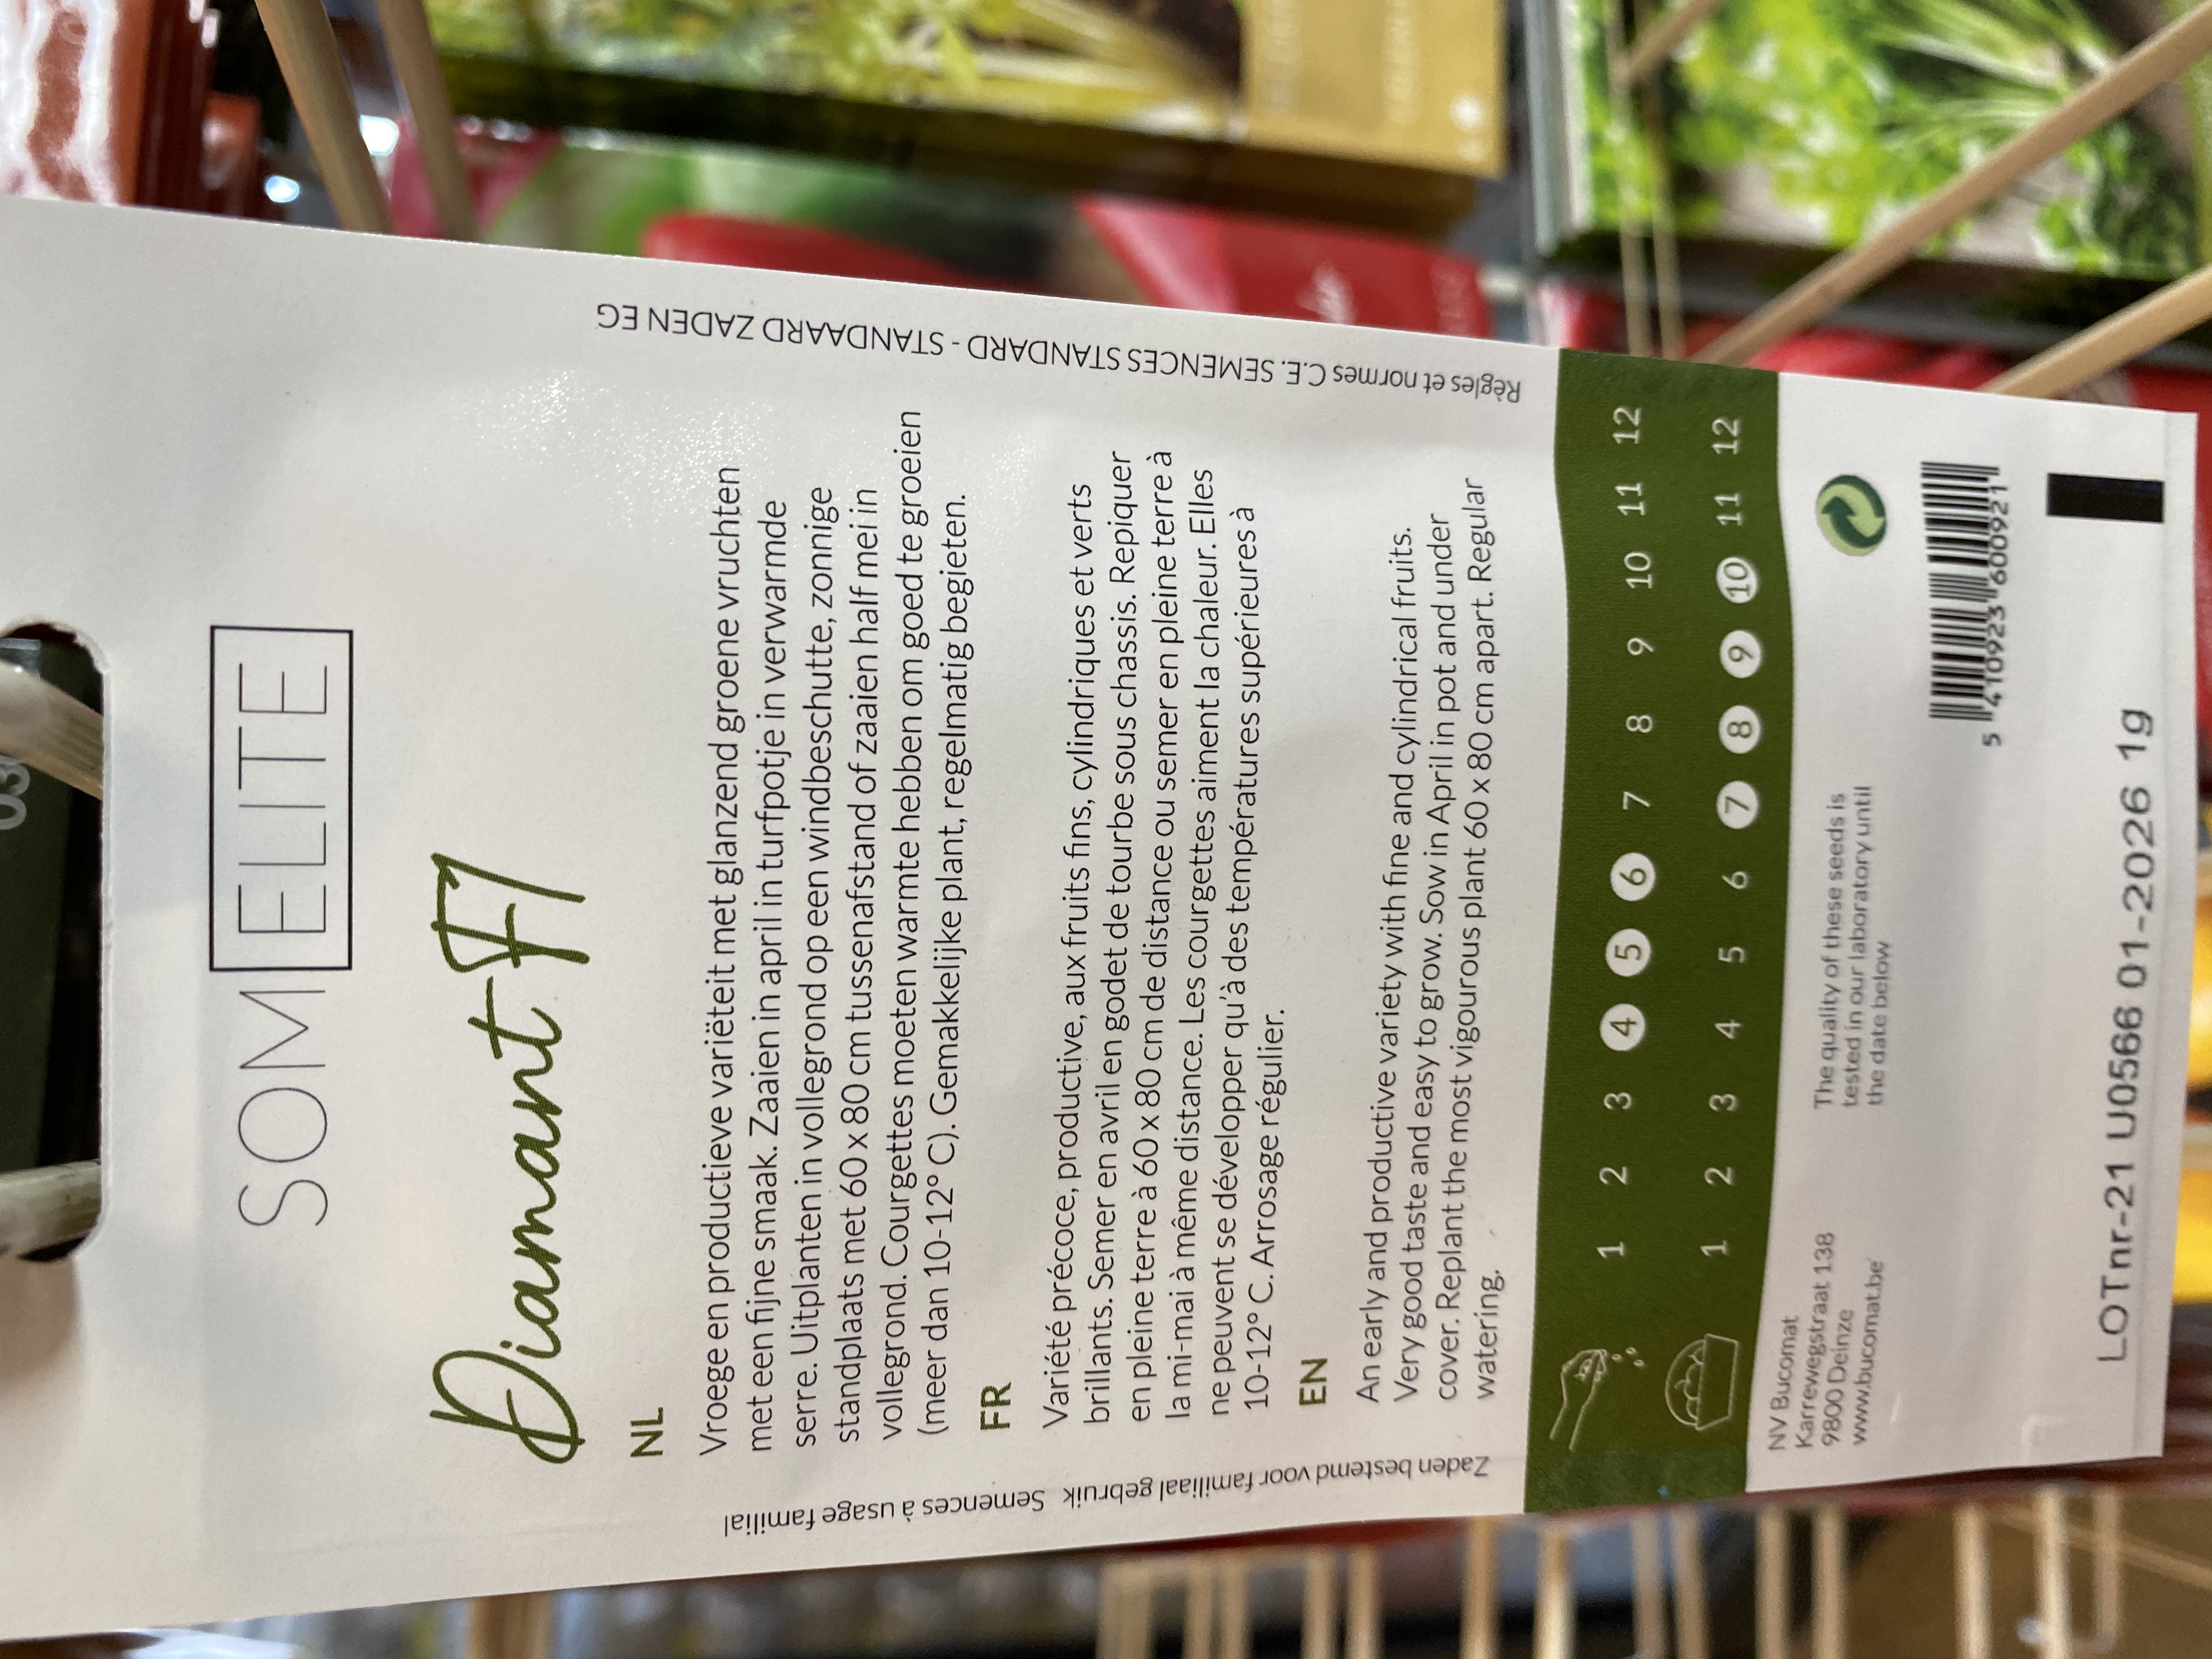 SOM ELITE
Diamant F1
NL
Vroege en productieve variëteit met glanzend groene vruchten
met een fijne smaak. Zaaien in april in turfpotje in verwarmde
serre. Uitplanten in vollegrond op een windbeschutte, zonnige
standplaats met 60 x 80 cm tussenafstand of zaaien half mei in
vollegrond. Courgettes moeten warmte hebben om goed te groeien
(meer dan 10-12° C). Gemakkelijke plant, regelmatig begieten.
FR
Variété précoce, productive, aux fruits fins, cylindriques et verts
brillants. Semer en avril en godet de tourbe sous chassis. Repiquer
en pleine terre à 60 x 80 cm de distance ou semer en pleine terre à
la mi-mai à même distance. Les courgettes aiment la chaleur. Elles
ne peuvent se développer qu'à des températures supérieures à
10-12° C. Arrosage régulier.
EN
An early and productive variety with fine and cylindrical fruits.
Very good taste and easy to grow. Sow in April in pot and under
cover. Replant the most vigourous plant 60 x 80 cm apart. Regular
watering.
Zaden bestemd voor familiaal gebruik Semences à usage familial
Règles et normes C.E. SEMENCES STANDARD - STANDAARD ZADEN EG
1 2 3 4 5 6 7 8 9 10 11 12
1 2 3 4 5 6 7 8 9 10 11 12
NV Bucomat
Karrewegstraat 138
9800 Deinze
www.bucomat.be
The quality of these seeds is
tested in our laboratory until
the date below
5 410923 600921
LOTnr-21 U0566 01-2026 1g